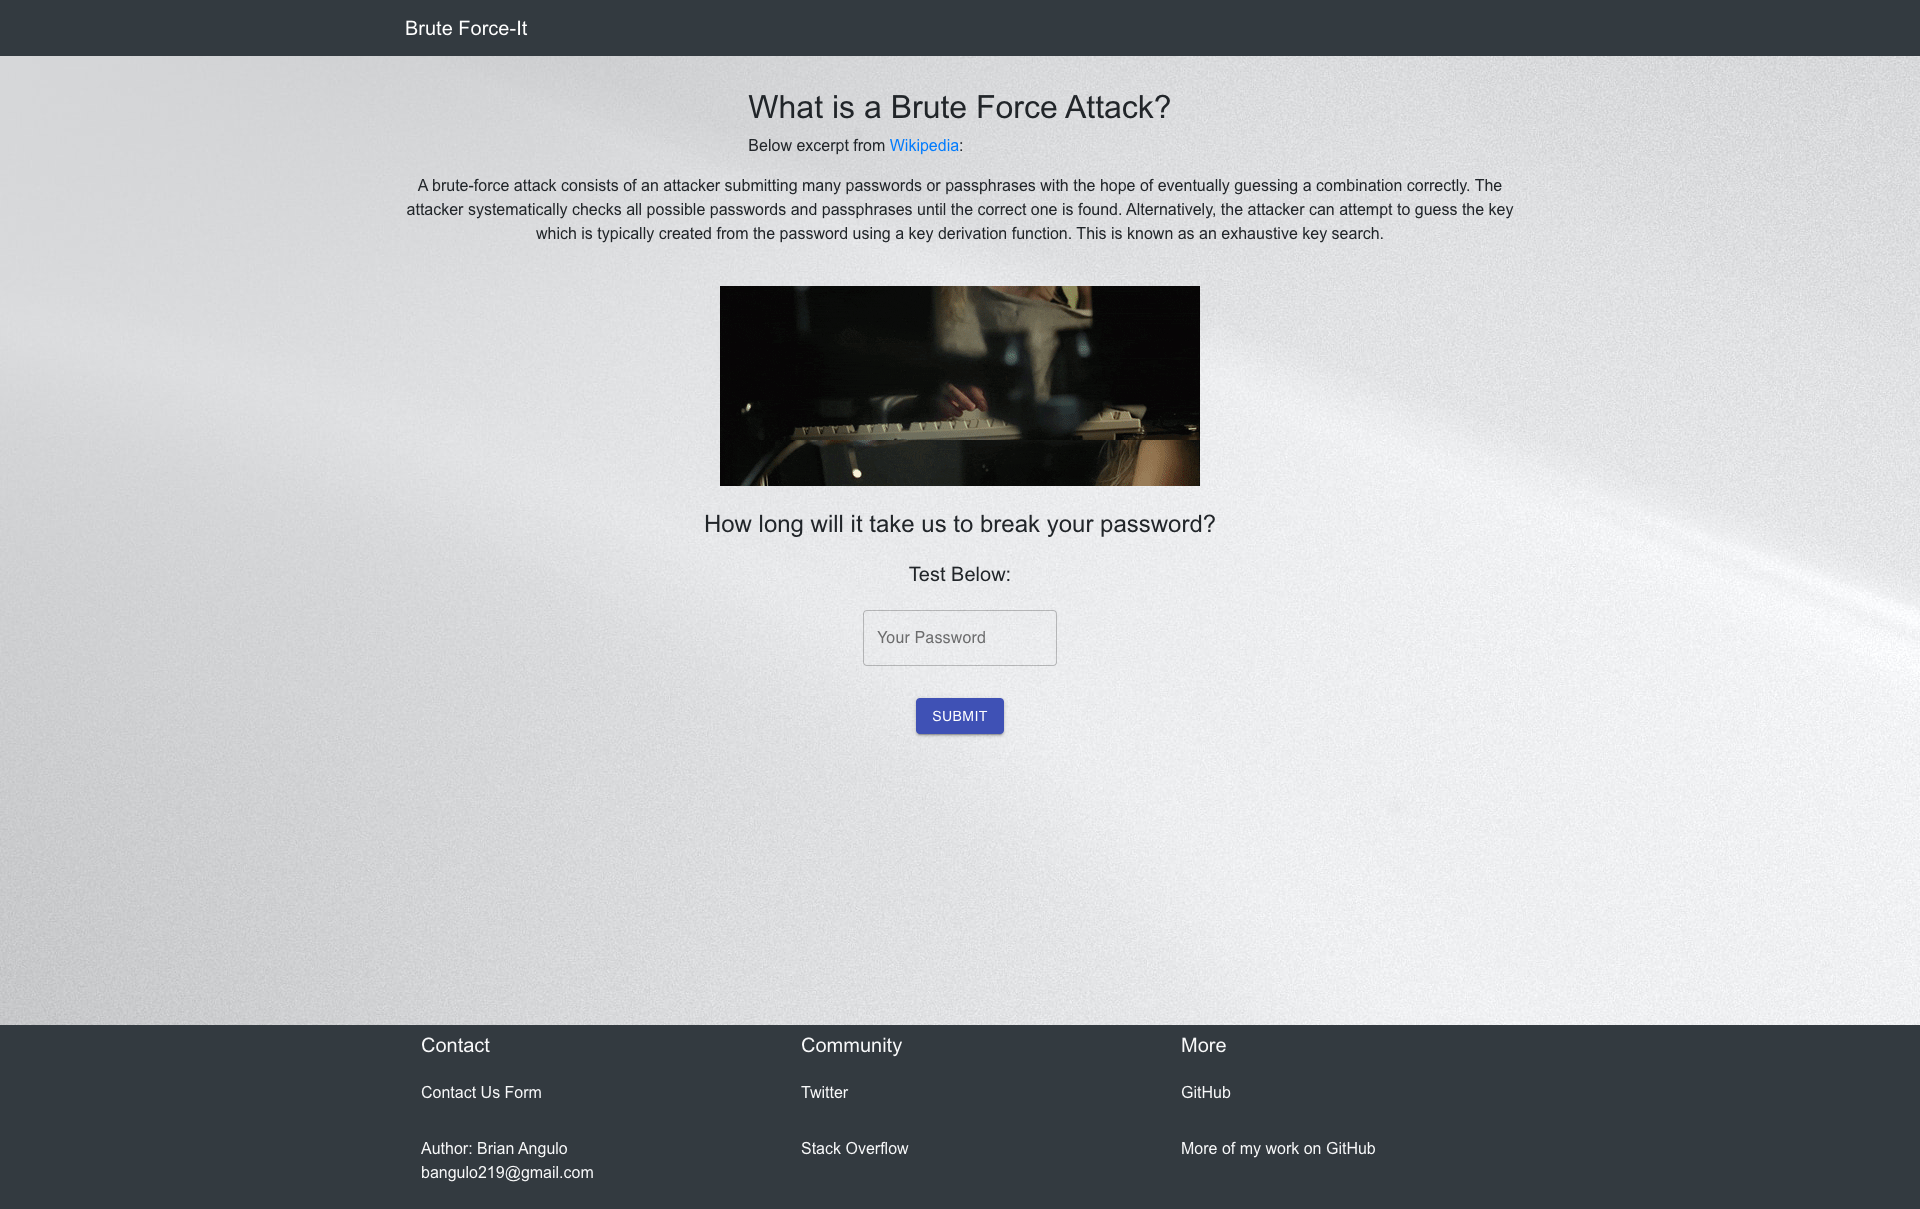 Brute Force-It
What is a Brute Force Attack?
Below excerpt from Wikipedia:
A brute-force attack consists of an attacker submitting many passwords or passphrases with the hope of eventually guessing a combination correctly. The
attacker systematically checks all possible passwords and passphrases until the correct one is found. Alternatively, the attacker can attempt to guess the key
which is typically created from the password using a key derivation function. This is known as an exhaustive key search.
How long will it take us to break your password?
Test Below:
Your Password
SUBMIT
Contact
Contact Us Form
Author: Brian Angulo
bangulo219@gmail.com
Community
Twitter
Stack Overflow
More
GitHub
More of my work on GitHub